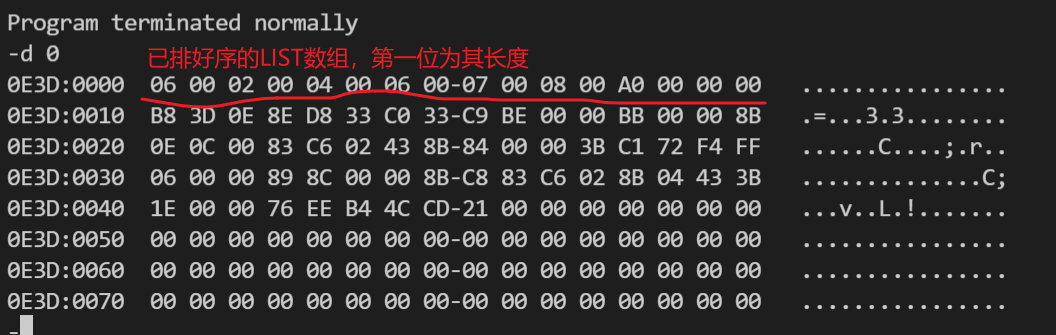 Program terminated normally
-d 0
已排好序的LIST数组，第一位为其长度
0E3D:0000 06 00 02 00 04 00 06 00-07 00 08 00 A0 00 00 00 ................
0E3D:0010 B8 3D 0E 8E D8 33 C0 33-C9 BE 00 00 BB 00 00 8B .=...3.3........
0E3D:0020 0E 0C 00 83 C6 02 43 8B-84 00 00 3B C1 72 F4 FF ......C....;.r..
0E3D:0030 06 00 00 89 8C 00 00 8B-C8 83 C6 02 8B 04 43 3B ..............C;
0E3D:0040 1E 00 00 76 EE B4 4C CD-21 00 00 00 00 00 00 00 ...v..L.!.......
0E3D:0050 00 00 00 00 00 00 00 00-00 00 00 00 00 00 00 00 ................
0E3D:0060 00 00 00 00 00 00 00 00-00 00 00 00 00 00 00 00 ................
0E3D:0070 00 00 00 00 00 00 00 00-00 00 00 00 00 00 00 00 ................
-